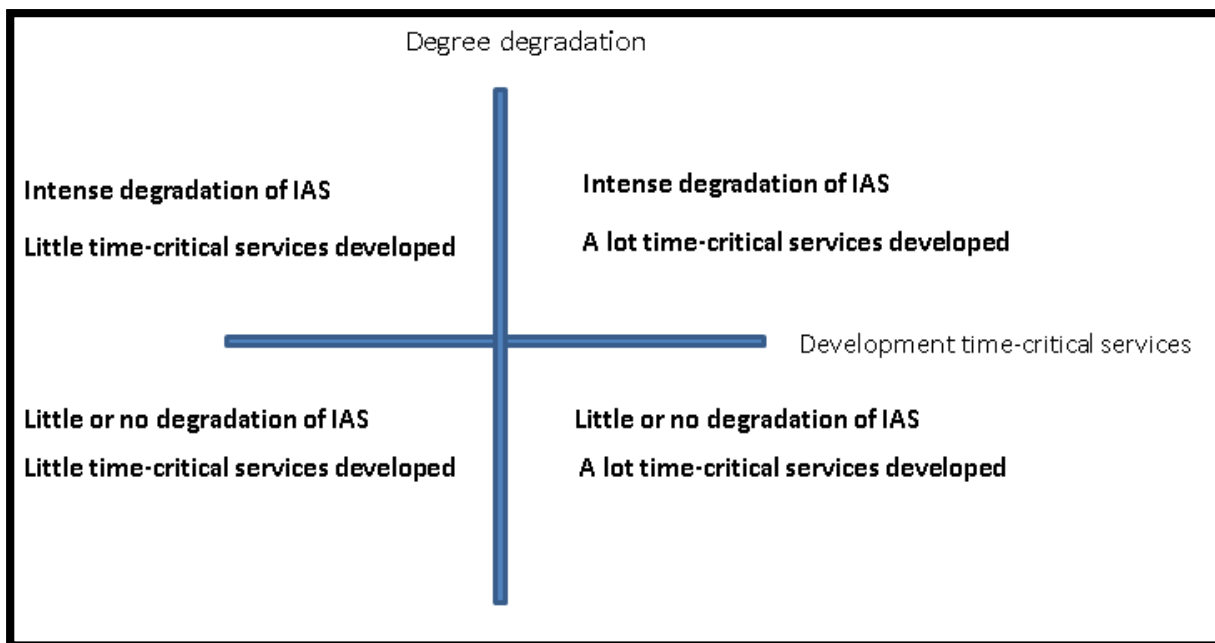 Degree degradation
Intense degradation of IAS
Little time-critical services developed
Intense degradation of IAS
A lot time-critical services developed
Development time-critical services
Little or no degradation of IAS
Little time-critical services developed
Little or no degradation of IAS
A lot time-critical services developed